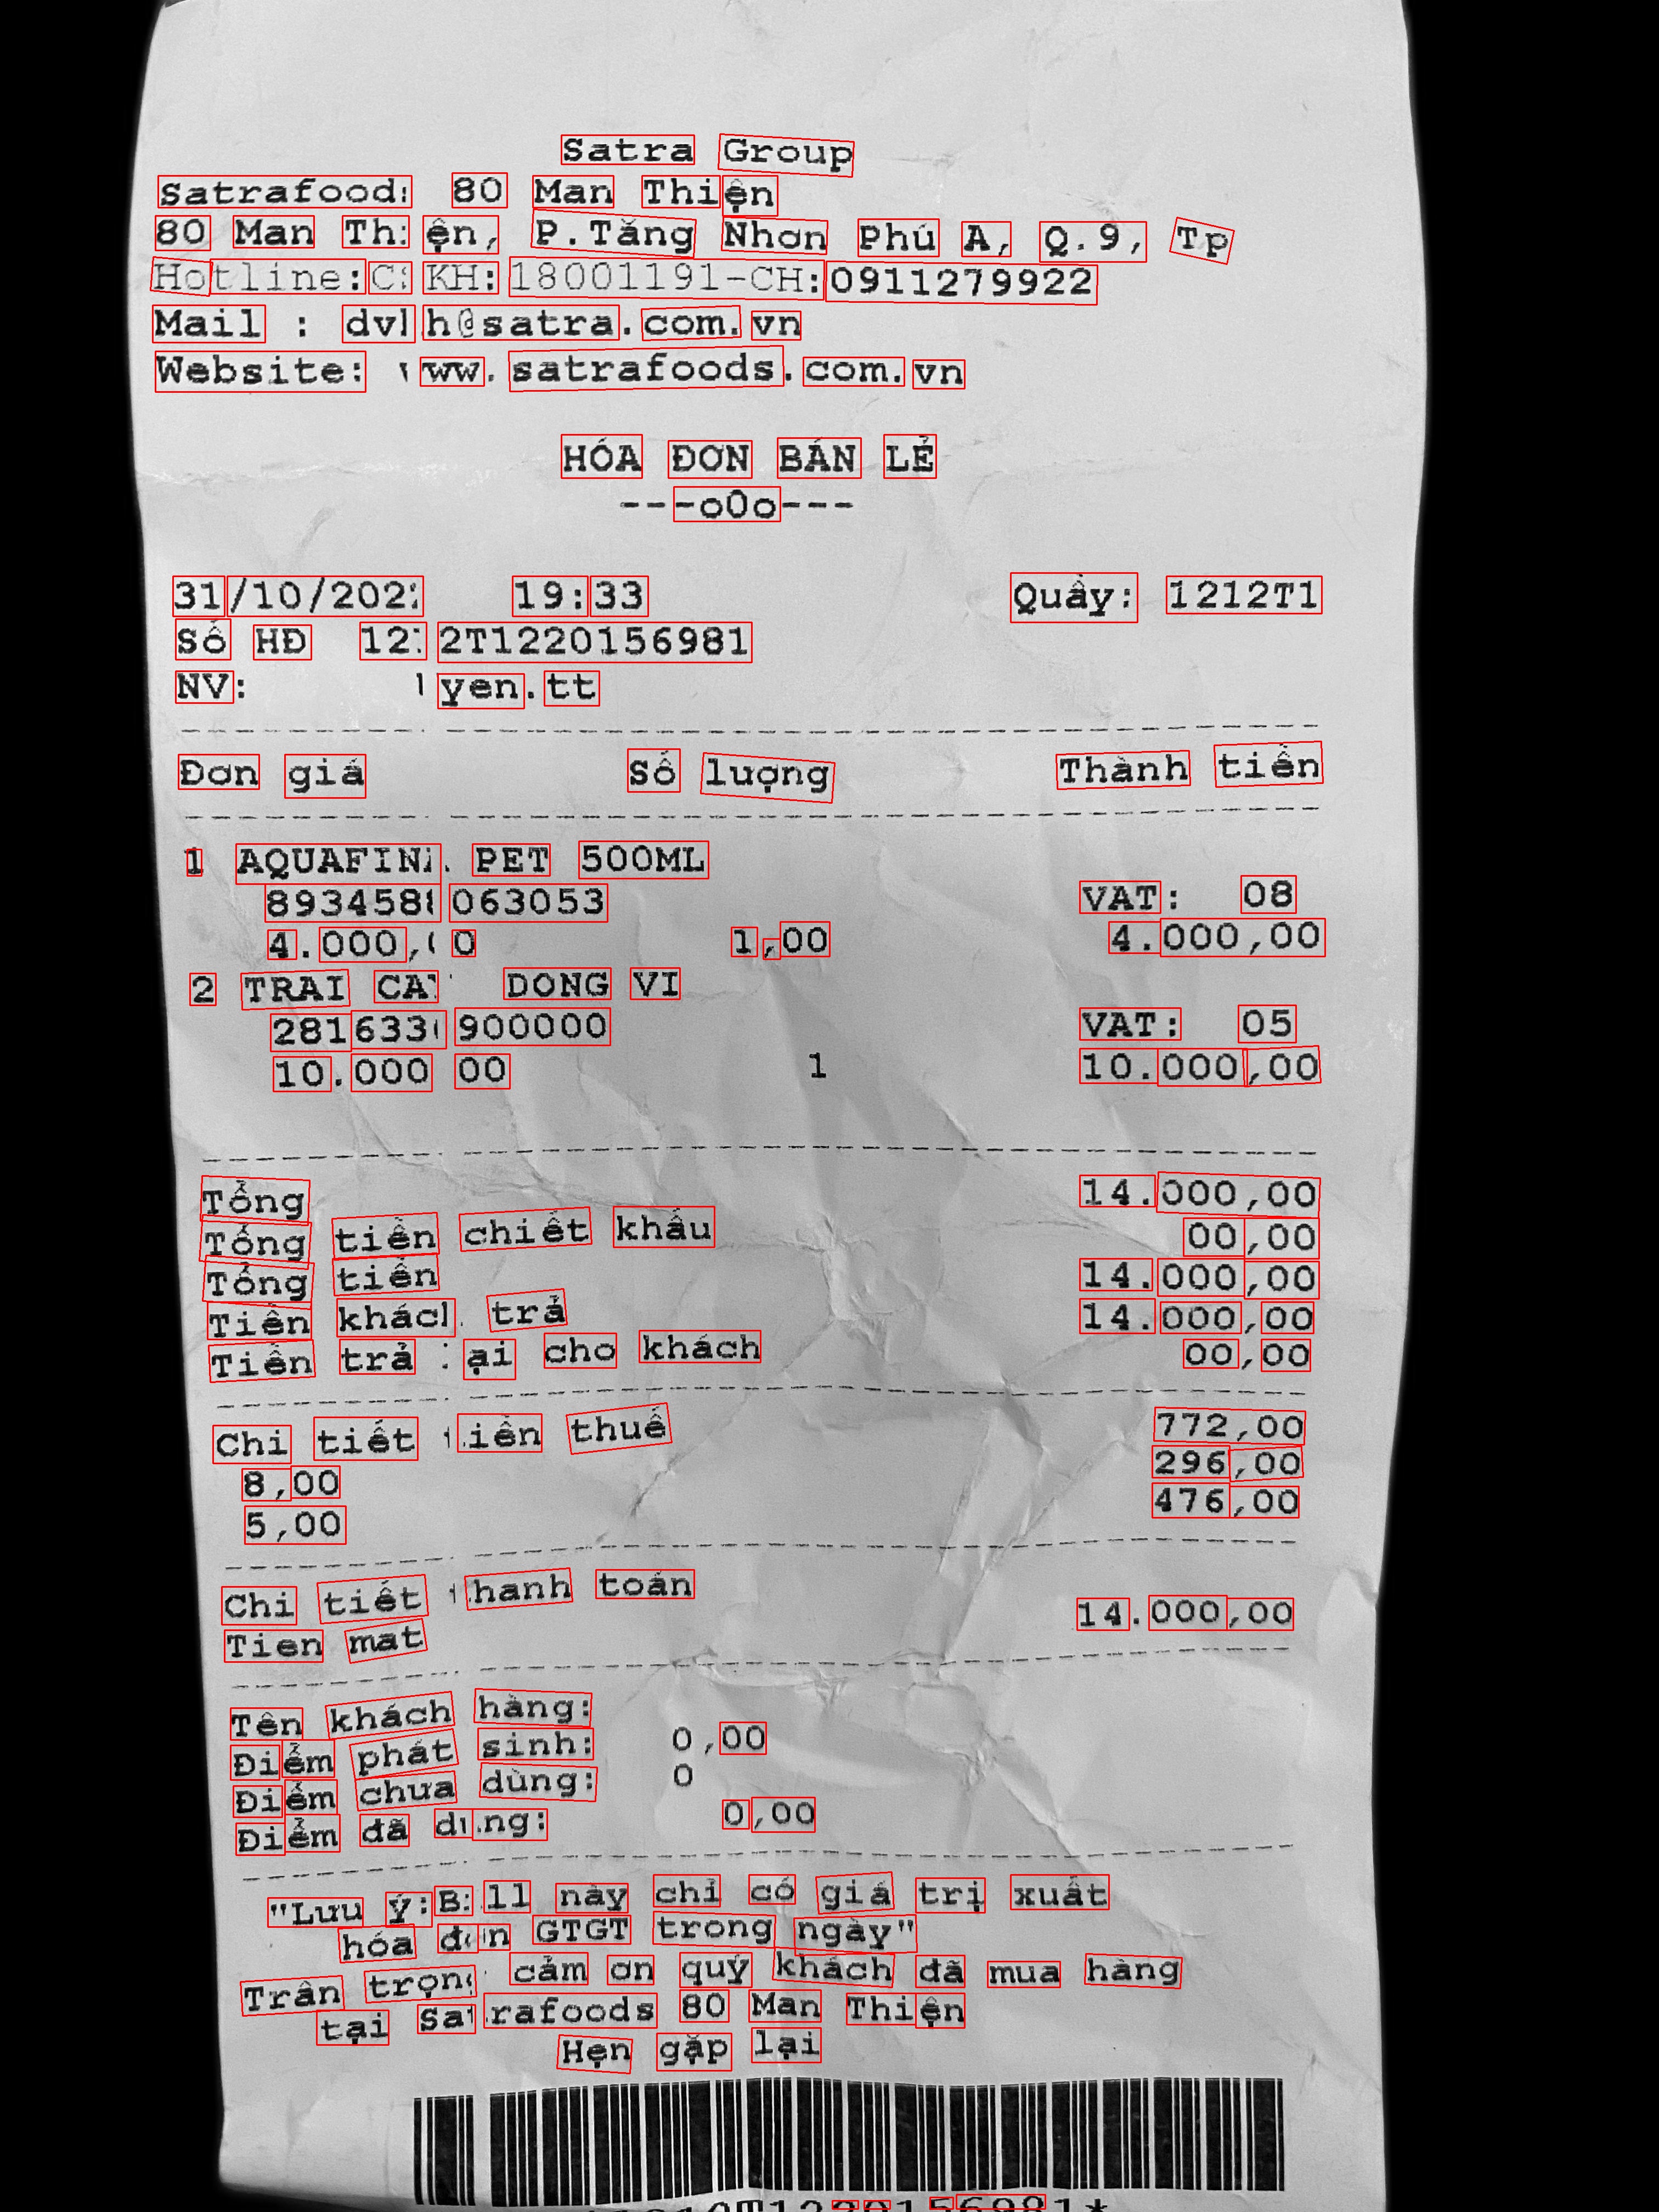 Satra Group
Satrafood: 80 Man Thiện
80 Man Thiện, P.Tăng Nhơn Phú A, Q.9, Tp
Hotline:CSKH:18001191-CH:0911279922
Mail : dvkh@satra.com.vn
Website: www.satrafoods.com.vn
HÓA ĐƠN BÁN LẺ
---o0o---
31/10/2022 19:33 Quầy: 1212T1
Số HĐ 1212T1220156981
NV: yen.tt
Đơn giá Số lượng Thành tiền
1 AQUAFINA PET 500ML
8934588063053 VAT: 08
4.000,00 1,00 4.000,00
2 TRAI CAY DONG VI
2816330900000 VAT: 05
10.000,00 1 10.000,00
Tổng 14.000,00
Tổng tiền chiết khấu 00,00
Tổng tiền 14.000,00
Tiền khách trả 14.000,00
Tiền trả lại cho khách 00,00
Chi tiết tiền thuế 772,00
8,00 296,00
5,00 476,00
Chi tiết thanh toán
Tien mat 14.000,00
Tên khách hàng:
Điểm phát sinh: 0,00
Điểm chưa dùng: 0
Điểm đã dùng: 0,00
"Lưu ý:Bill này chỉ có giá trị xuất
hóa đơn GTGT trong ngày"
Trân trọng cảm ơn quý khách đã mua hàng
tại Satrafoods 80 Man Thiện
Hẹn gặp lại